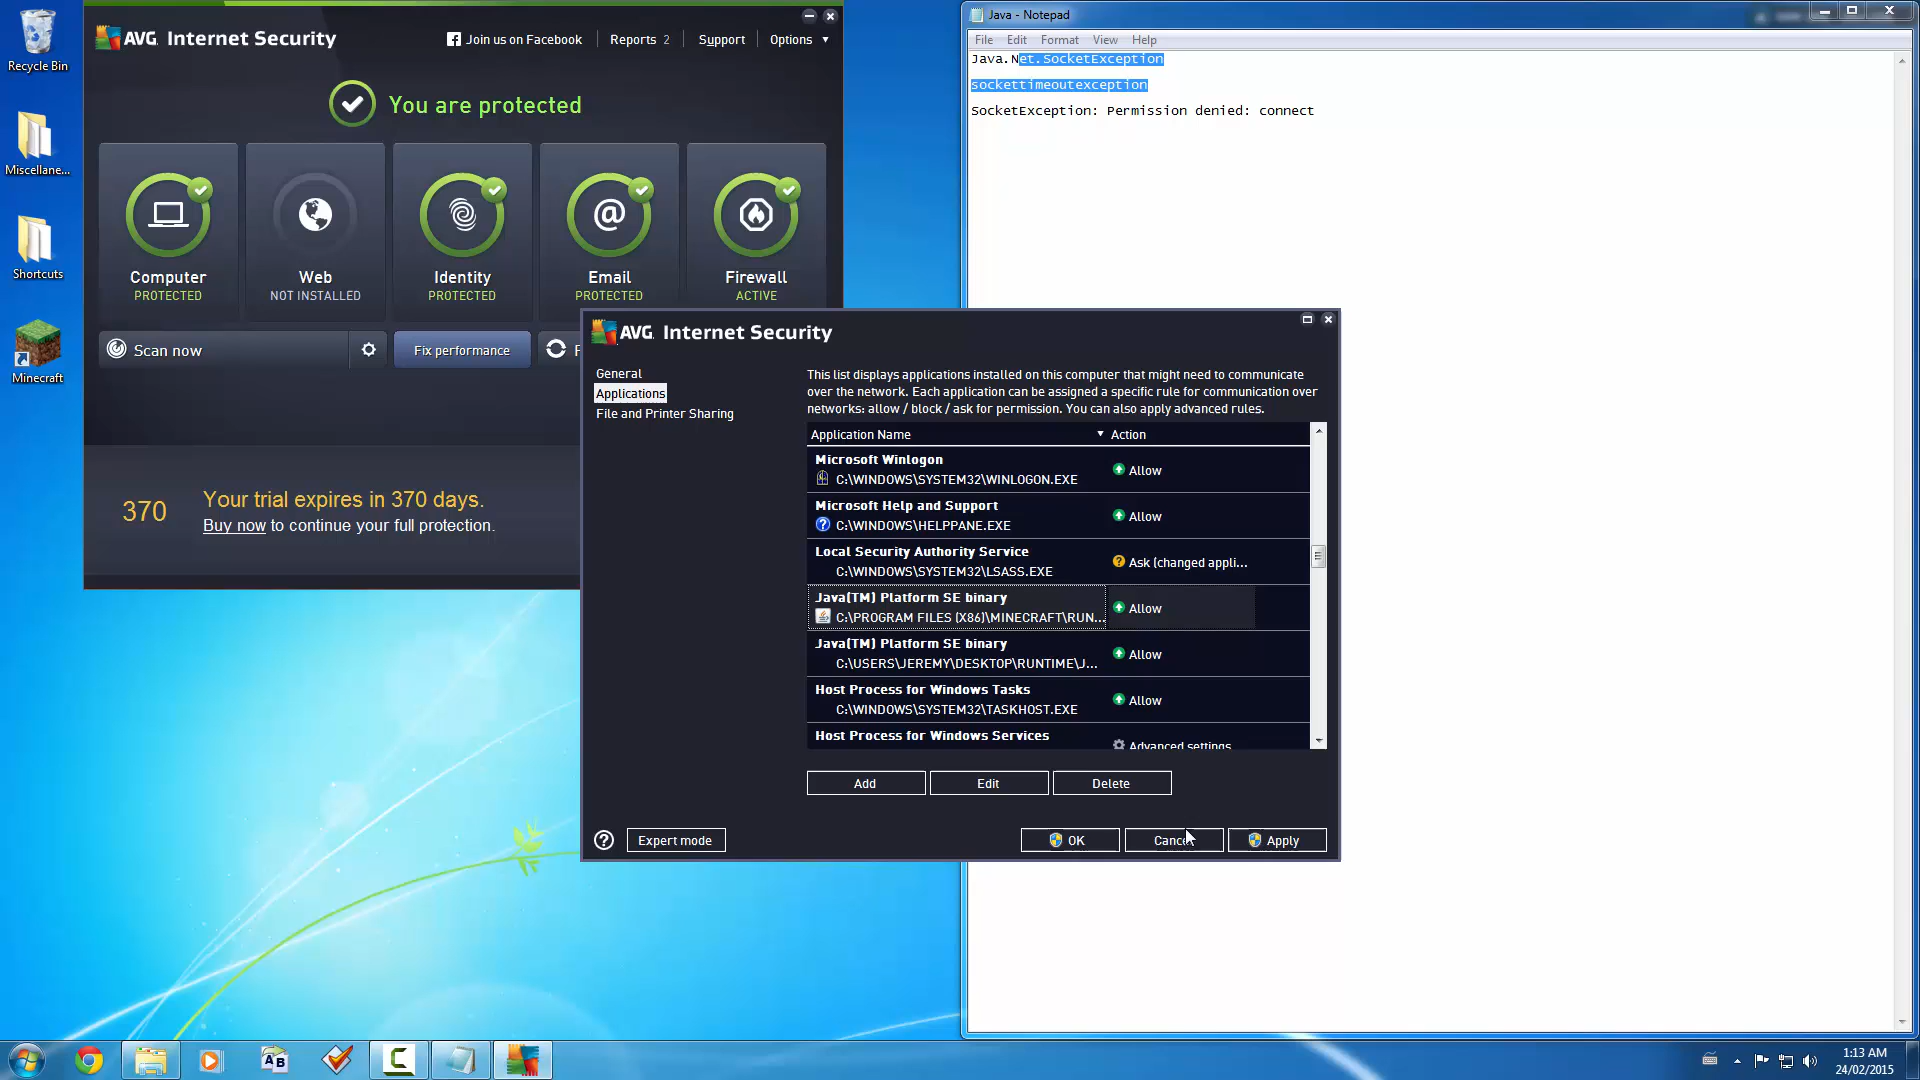 Recycle Bin
Miscellane...
Shortcuts
Minecraft
AVG Internet Security
Join us on Facebook
Reports 2
Support
Options
You are protected
Computer
PROTECTED
Web
NOT INSTALLED
Identity
PROTECTED
Email
PROTECTED
Firewall
ACTIVE
Scan now
Fix performance
370
Your trial expires in 370 days.
Buy now to continue your full protection.
Java - Notepad
File Edit Format View Help
Java.Net.SocketException
sockettimeoutexception
SocketException: Permission denied: connect
AVG Internet Security
General
Applications
File and Printer Sharing
This list displays applications installed on this computer that might need to communicate
over the network. Each application can be assigned a specific rule for communication over
networks: allow / block / ask for permission. You can also apply advanced rules.
Application Name Action
Microsoft Winlogon
C:\WINDOWS\SYSTEM32\WINLOGON.EXE
Allow
Microsoft Help and Support
C:\WINDOWS\HELPPANE.EXE
Allow
Local Security Authority Service
C:\WINDOWS\SYSTEM32\LSASS.EXE
Ask (changed appli...
Java(TM) Platform SE binary
C:\PROGRAM FILES (X86)\MINECRAFT\RUN...
Allow
Java(TM) Platform SE binary
C:\USERS\JEREMY\DESKTOP\RUNTIME\J...
Allow
Host Process for Windows Tasks
C:\WINDOWS\SYSTEM32\TASKHOST.EXE
Allow
Host Process for Windows Services
Advanced settings
Add
Edit
Delete
Expert mode
OK
Cancel
Apply
1:13 AM
24/02/2015